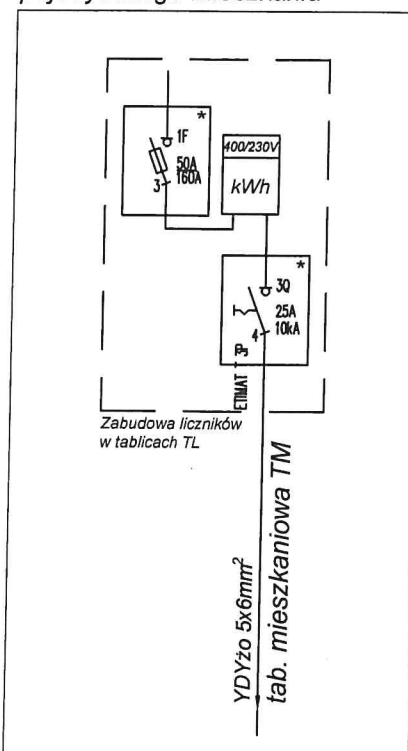 *
1F
50A
160A
3
400/230V
kWh
*
3Q
25A
10kA
4
ETIMAT
Zabudowa liczników
w tablicach TL
YDYżo 5x6mm²
tab. mieszkaniowa TM